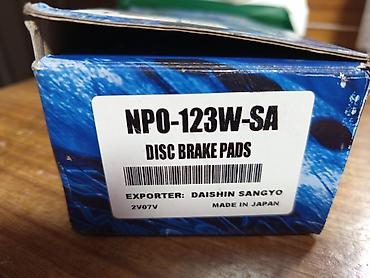 NPO-123W-SA
DISC BRAKE PADS
EXPORTER: DAISHIN SANGYO
2V07V MADE IN JAPAN